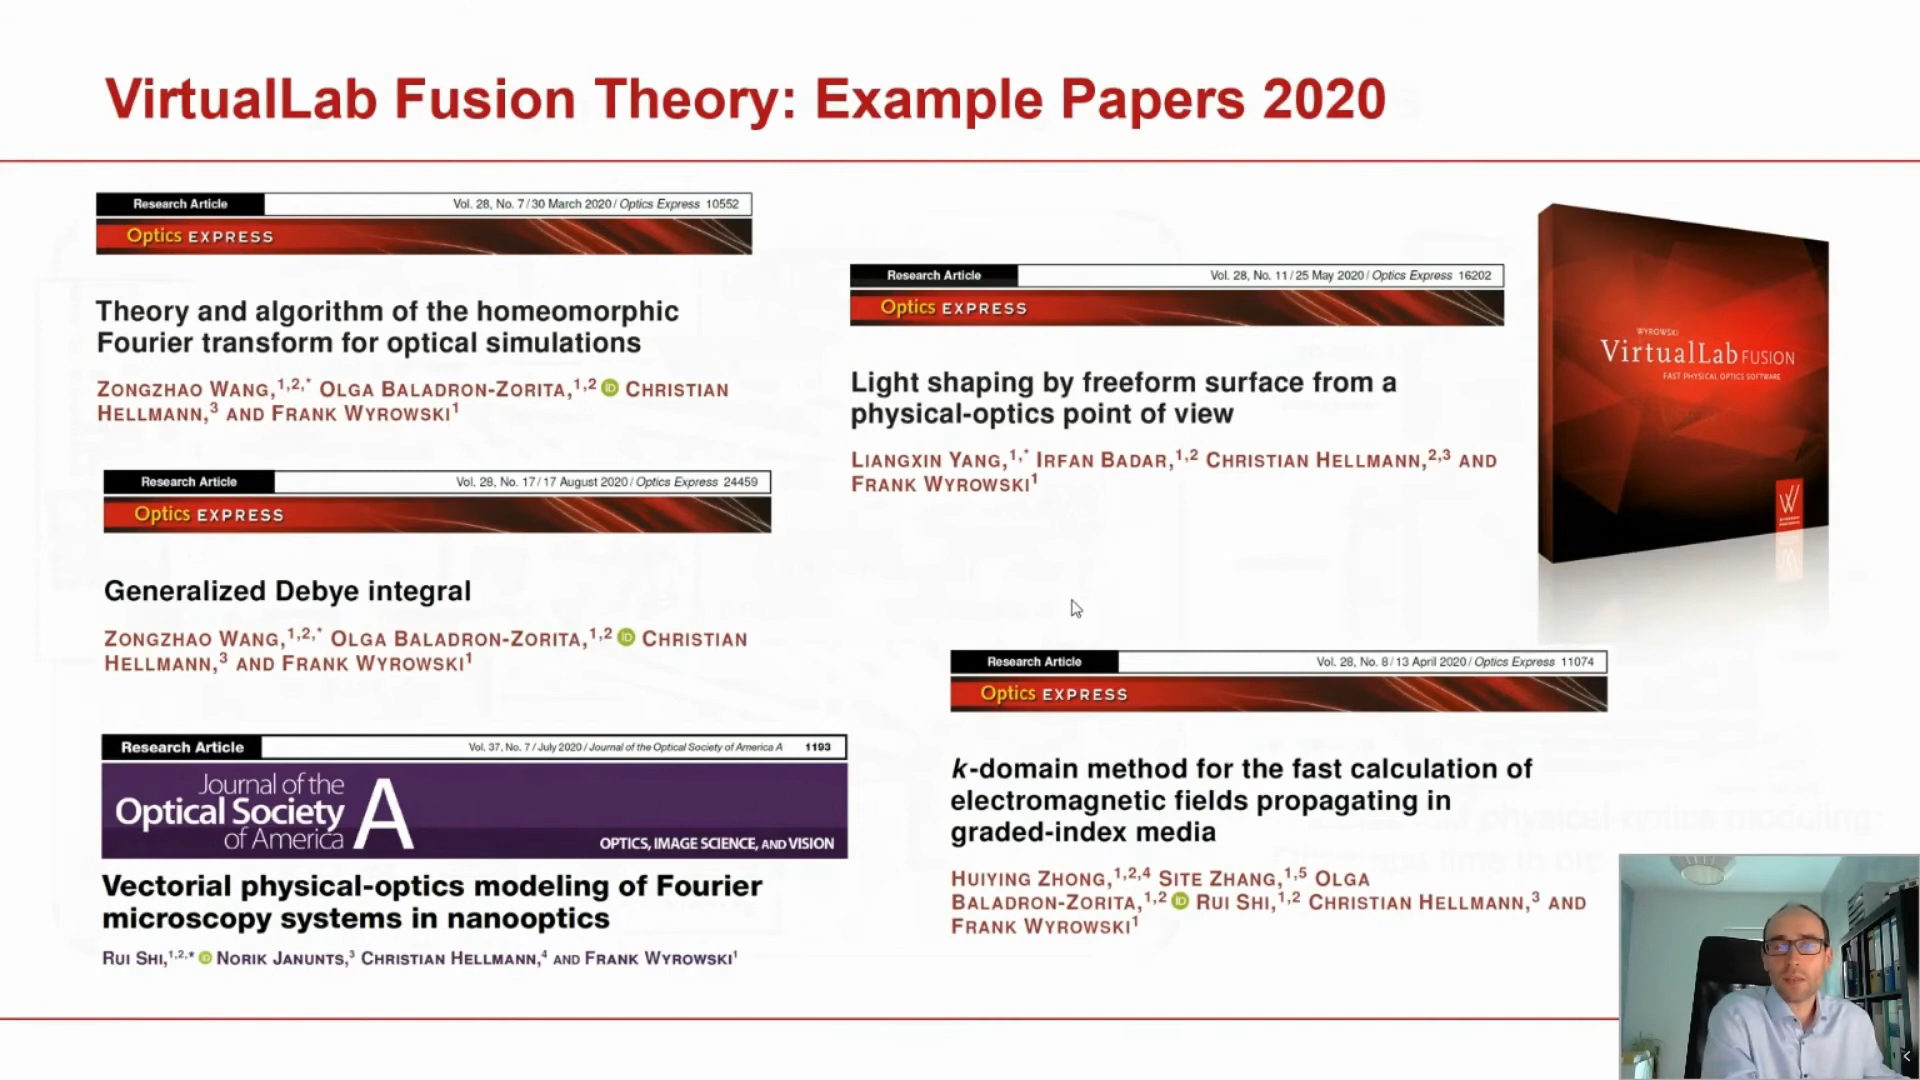 VirtualLab Fusion Theory: Example Papers 2020
Research Article
Vol. 28, No. 7 / 30 March 2020 / Optics Express 10552
Optics EXPRESS
Theory and algorithm of the homeomorphic
Fourier transform for optical simulations
ZONGZHAO WANG,1,2,* OLGA BALADRON-ZORITA,1,2 iD CHRISTIAN
HELLMANN,3 AND FRANK WYROWSKI1
Research Article
Vol. 28, No. 17 / 17 August 2020 / Optics Express 24459
Optics EXPRESS
Generalized Debye integral
ZONGZHAO WANG,1,2,* OLGA BALADRON-ZORITA,1,2 iD CHRISTIAN
HELLMANN,3 AND FRANK WYROWSKI1
Research Article
Vol. 37, No. 7 / July 2020 / Journal of the Optical Society of America A 1193
Journal of the
Optical Society
of America
A
OPTICS, IMAGE SCIENCE, AND VISION
Vectorial physical-optics modeling of Fourier
microscopy systems in nanooptics
RUI SHI,1,2,* iD NORIK JANUNTS,3 CHRISTIAN HELLMANN,4 AND FRANK WYROWSKI1
Research Article
Vol. 28, No. 11 / 25 May 2020 / Optics Express 16202
Optics EXPRESS
Light shaping by freeform surface from a
physical-optics point of view
LIANGXIN YANG,1,* IRFAN BADAR,1,2 CHRISTIAN HELLMANN,2,3 AND
FRANK WYROWSKI1
Research Article
Vol. 28, No. 8 / 13 April 2020 / Optics Express 11074
Optics EXPRESS
k-domain method for the fast calculation of
electromagnetic fields propagating in
graded-index media
HUIYING ZHONG,1,2,4 SITE ZHANG,1,5 OLGA
BALADRON-ZORITA,1,2 iD RUI SHI,1,2 CHRISTIAN HELLMANN,3 AND
FRANK WYROWSKI1
WYROWSKI
VirtualLab FUSION
FAST PHYSICAL OPTICS SOFTWARE
physical-optics modeling